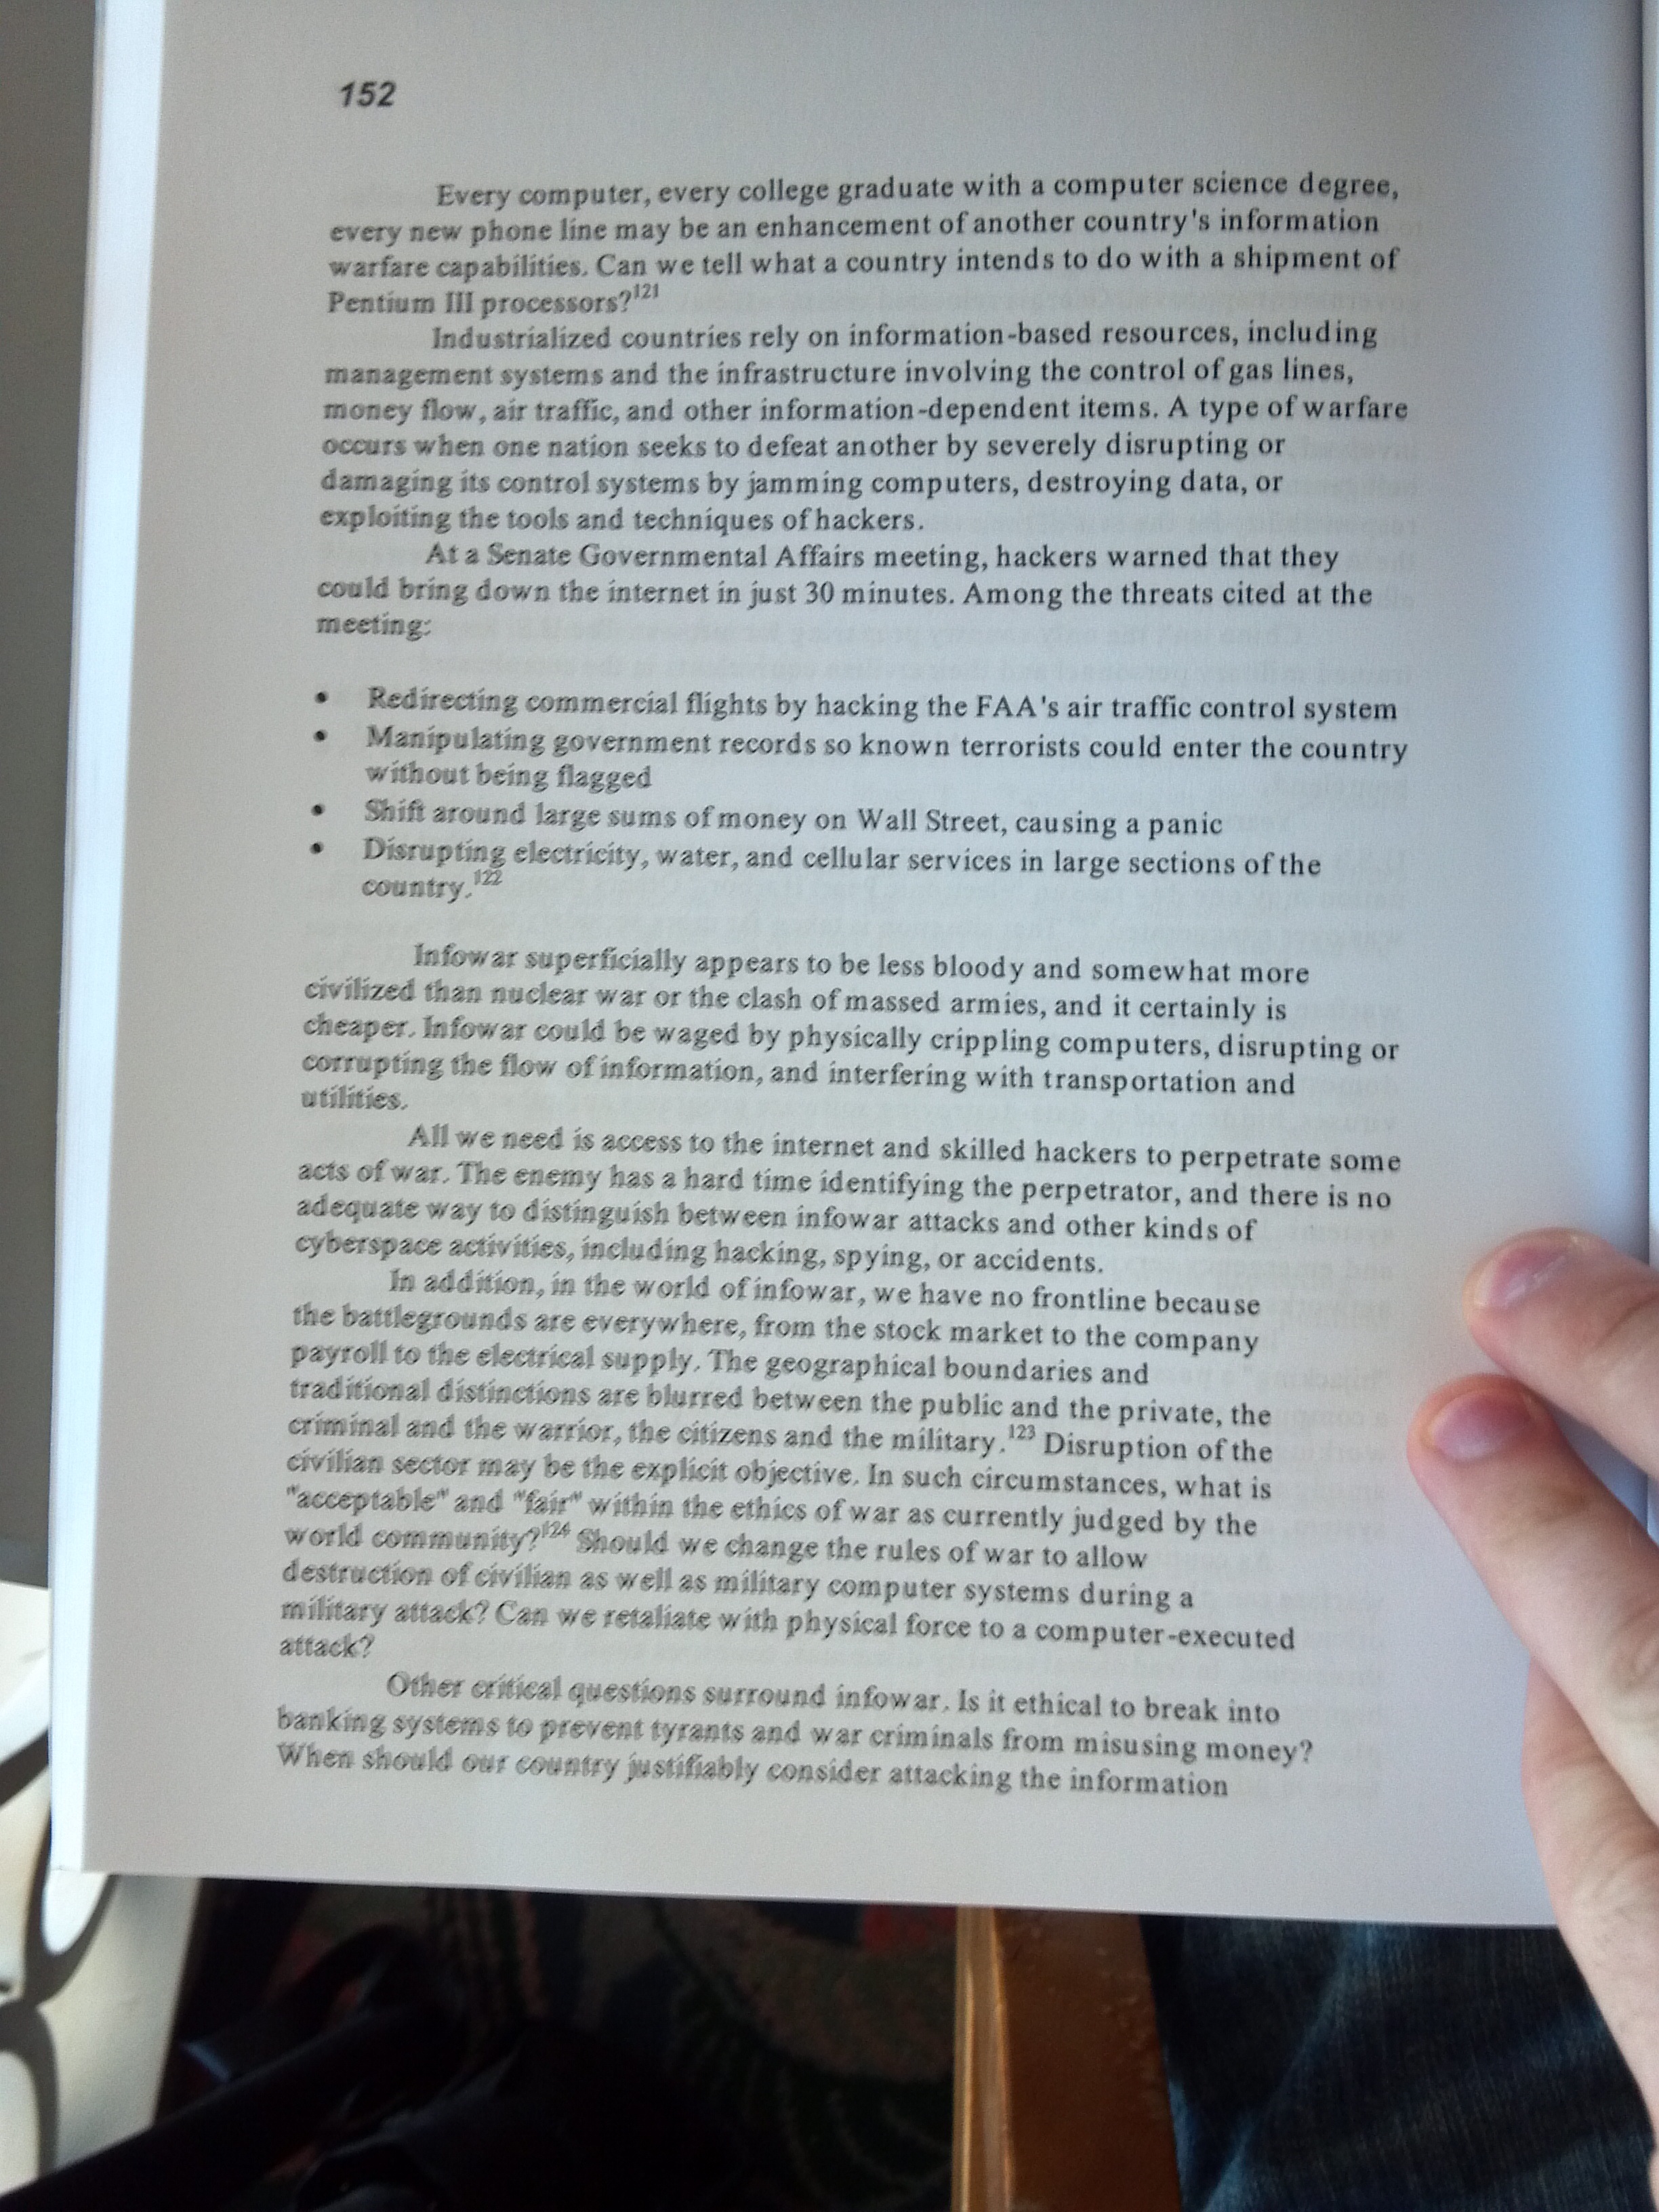 152
Every computer, every college graduate with a computer science degree,
every new phone line may be an enhancement of another country's information
warfare capabilities. Can we tell what a country intends to do with a shipment of
Pentium III processors?121
Industrialized countries rely on information-based resources, including
management systems and the infrastructure involving the control of gas lines,
money flow, air traffic, and other information-dependent items. A type of warfare
occurs when one nation seeks to defeat another by severely disrupting or
damaging its control systems by jamming computers, destroying data, or
exploiting the tools and techniques of hackers.
At a Senate Governmental Affairs meeting, hackers warned that they
could bring down the internet in just 30 minutes. Among the threats cited at the
meeting:
• Redirecting commercial flights by hacking the FAA's air traffic control system
• Manipulating government records so known terrorists could enter the country
without being flagged
• Shift around large sums of money on Wall Street, causing a panic
• Disrupting electricity, water, and cellular services in large sections of the
country.122
Infowar superficially appears to be less bloody and somewhat more
civilized than nuclear war or the clash of massed armies, and it certainly is
cheaper. Infowar could be waged by physically crippling computers, disrupting or
corrupting the flow of information, and interfering with transportation and
utilities.
All we need is access to the internet and skilled hackers to perpetrate some
acts of war. The enemy has a hard time identifying the perpetrator, and there is no
adequate way to distinguish between infowar attacks and other kinds of
cyberspace activities, including hacking, spying, or accidents.
In addition, in the world of infowar, we have no frontline because
the battlegrounds are everywhere, from the stock market to the company
payroll to the electrical supply. The geographical boundaries and
traditional distinctions are blurred between the public and the private, the
criminal and the warrior, the citizens and the military.123 Disruption of the
civilian sector may be the explicit objective. In such circumstances, what is
"acceptable" and "fair" within the ethics of war as currently judged by the
world community?124 Should we change the rules of war to allow
destruction of civilian as well as military computer systems during a
military attack? Can we retaliate with physical force to a computer-executed
attack?
Other critical questions surround infowar. Is it ethical to break into
banking systems to prevent tyrants and war criminals from misusing money?
When should our country justifiably consider attacking the information